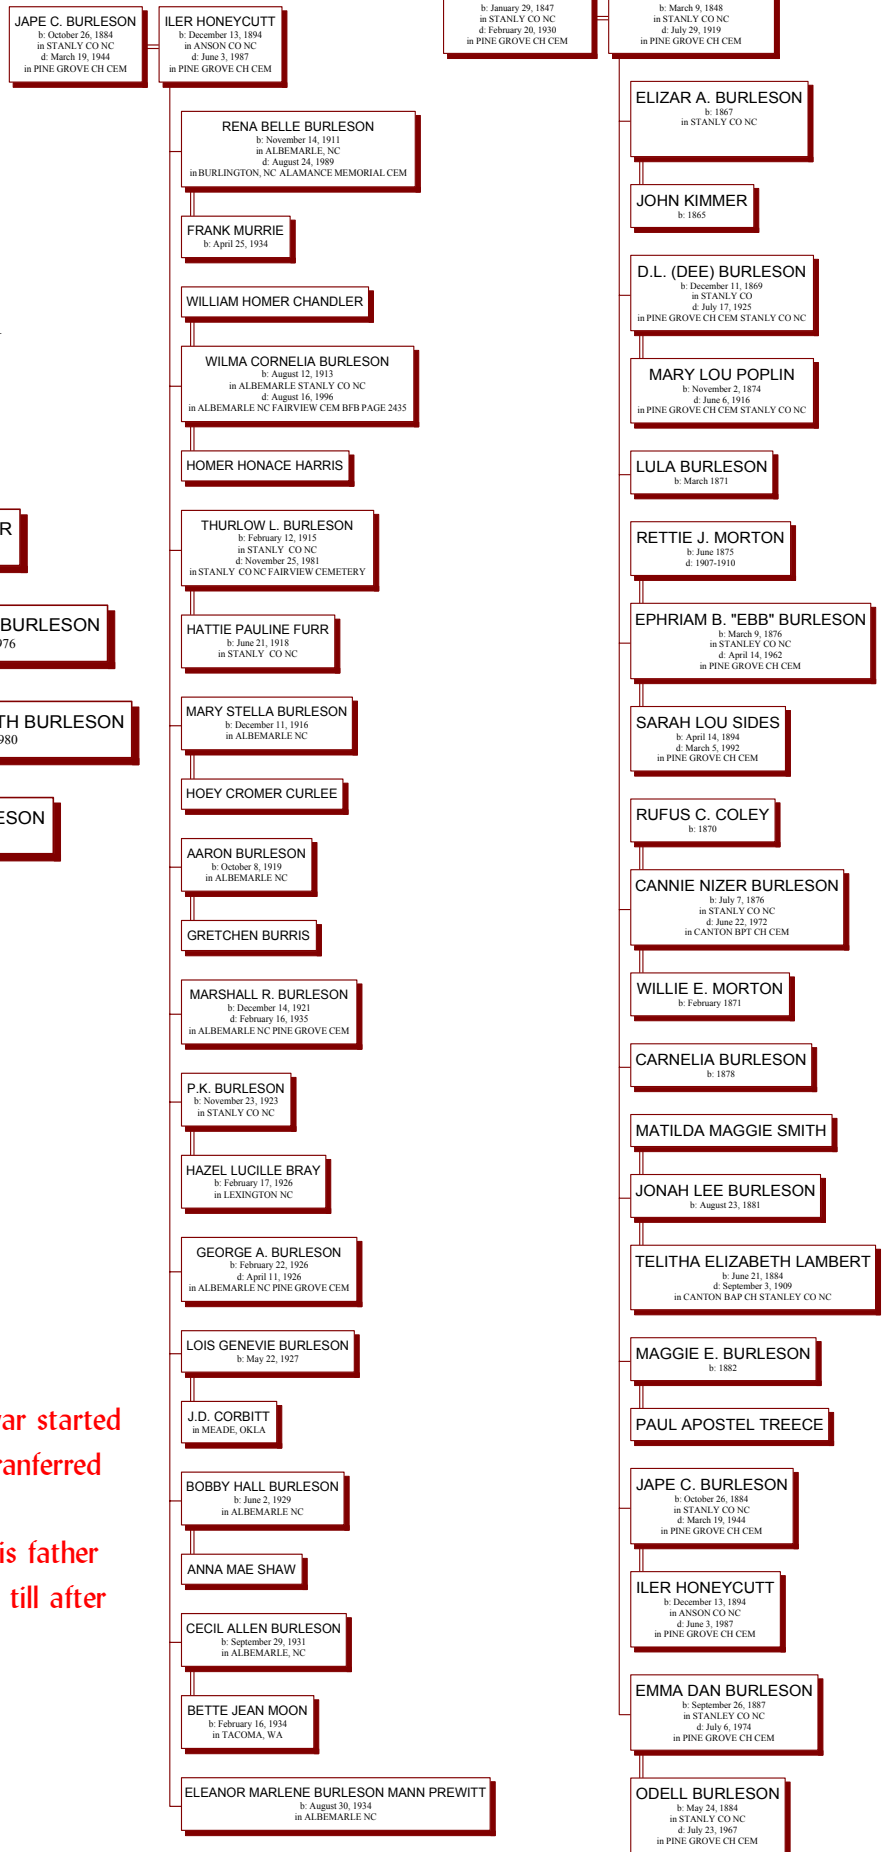 JAPE C. BURLESON
b: October 26, 1884
in STANLY CO NC
d: March 19, 1944
in PINE GROVE CH CEM
ILER HONEYCUTT
b: December 13, 1894
in ANSON CO NC
d: June 3, 1987
in PINE GROVE CH CEM
RENA BELLE BURLESON
b: November 14, 1911
in ALBEMARLE, NC
d: August 24, 1989
in BURLINGTON, NC ALAMANCE MEMORIAL CEM
FRANK MURRIE
b: April 25, 1934
WILLIAM HOMER CHANDLER
WILMA CORNELIA BURLESON
b: August 12, 1913
in ALBEMARLE STANLY CO NC
d: August 16, 1996
in ALBEMARLE NC FAIRVIEW CEM BFB PAGE 2435
HOMER HONACE HARRIS
THURLOW L. BURLESON
b: February 12, 1915
in STANLY CO NC
d: November 25, 1981
in STANLY CO NC FAIRVIEW CEMETERY
HATTIE PAULINE FURR
b: June 21, 1918
in STANLY CO NC
MARY STELLA BURLESON
b: December 11, 1916
in ALBEMARLE NC
HOEY CROMER CURLEE
AARON BURLESON
b: October 8, 1919
in ALBEMARLE NC
GRETCHEN BURRIS
MARSHALL R. BURLESON
b: December 14, 1921
d: February 16, 1935
in ALBEMARLE NC PINE GROVE CEM
P.K. BURLESON
b: November 23, 1923
in STANLY CO NC
HAZEL LUCILLE BRAY
b: February 17, 1926
in LEXINGTON NC
GEORGE A. BURLESON
b: February 22, 1926
d: April 11, 1926
in ALBEMARLE NC PINE GROVE CEM
LOIS GENEVIE BURLESON
b: May 22, 1927
J.D. CORBITT
in MEADE, OKLA
BOBBY HALL BURLESON
b: June 2, 1929
in ALBEMARLE NC
ANNA MAE SHAW
CECIL ALLEN BURLESON
b: September 29, 1931
in ALBEMARLE, NC
BETTE JEAN MOON
b: February 16, 1934
in TACOMA, WA
ELEANOR MARLENE BURLESON MANN PREWITT
b: August 30, 1934
in ALBEMARLE NC
R
BURLESON
976
TH BURLESON
980
ESON
ar started
ranferred
is father
till after
b: January 29, 1847
in STANLY CO NC
d: February 20, 1930
in PINE GROVE CH CEM
b: March 9, 1848
in STANLY CO NC
d: July 29, 1919
in PINE GROVE CH CEM
ELIZAR A. BURLESON
b: 1867
in STANLY CO NC
JOHN KIMMER
b: 1865
D.L. (DEE) BURLESON
b: December 11, 1869
in STANLY CO
d: July 17, 1925
in PINE GROVE CH CEM STANLY CO NC
MARY LOU POPLIN
b: November 2, 1874
d: June 6, 1916
in PINE GROVE CH CEM STANLY CO NC
LULA BURLESON
b: March 1871
RETTIE J. MORTON
b: June 1875
d: 1907-1910
EPHRIAM B. "EBB" BURLESON
b: March 9, 1876
in STANLEY CO NC
d: April 14, 1962
in PINE GROVE CH CEM
SARAH LOU SIDES
b: April 14, 1894
d: March 5, 1992
in PINE GROVE CH CEM
RUFUS C. COLEY
b: 1870
CANNIE NIZER BURLESON
b: July 7, 1876
in STANLY CO NC
d: June 22, 1972
in CANTON BPT CH CEM
WILLIE E. MORTON
b: February 1871
CARNELIA BURLESON
b: 1878
MATILDA MAGGIE SMITH
JONAH LEE BURLESON
b: August 23, 1881
TELITHA ELIZABETH LAMBERT
b: June 21, 1884
d: September 3, 1909
in CANTON BAP CH STANLEY CO NC
MAGGIE E. BURLESON
b: 1882
PAUL APOSTEL TREECE
JAPE C. BURLESON
b: October 26, 1884
in STANLY CO NC
d: March 19, 1944
in PINE GROVE CH CEM
ILER HONEYCUTT
b: December 13, 1894
in ANSON CO NC
d: June 3, 1987
in PINE GROVE CH CEM
EMMA DAN BURLESON
b: September 26, 1887
in STANLEY CO NC
d: July 6, 1974
in PINE GROVE CH CEM
ODELL BURLESON
b: May 24, 1884
in STANLY CO NC
d: July 23, 1967
in PINE GROVE CH CEM